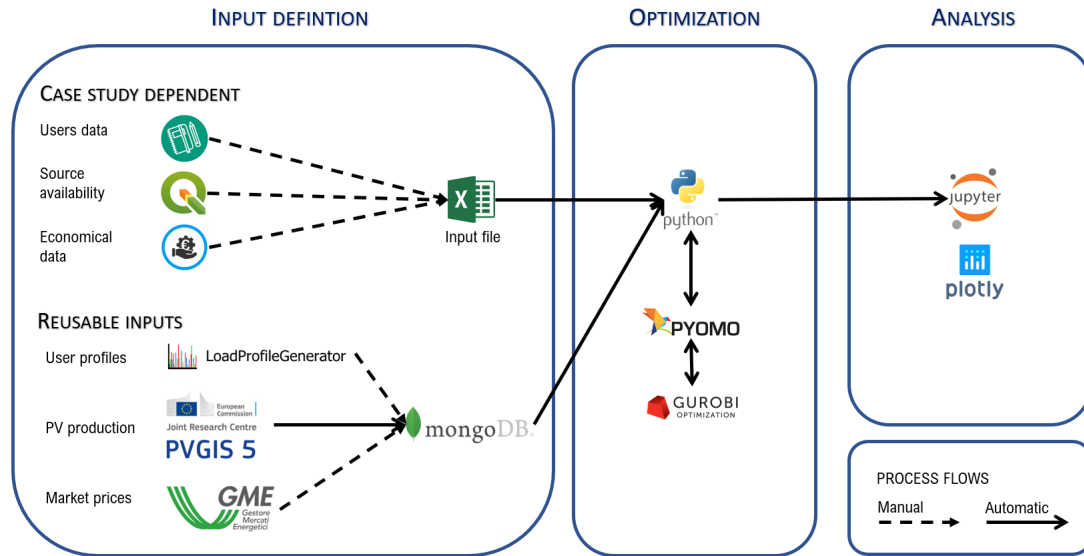 INPUT DEFINTION
OPTIMIZATION
ANALYSIS
CASE STUDY DEPENDENT
Users data
Source
availability
Economical
data
X
Input file
python™
jupyter
plotly
REUSABLE INPUTS
User profiles
LoadProfileGenerator
PYOMO
European
Commission
Joint Research Centre
PVGIS 5
PV production
mongoDB®
GUROBI
OPTIMIZATION
Market prices
GME
Gestore
Mercati
Energetici
PROCESS FLOWS
Manual
Automatic